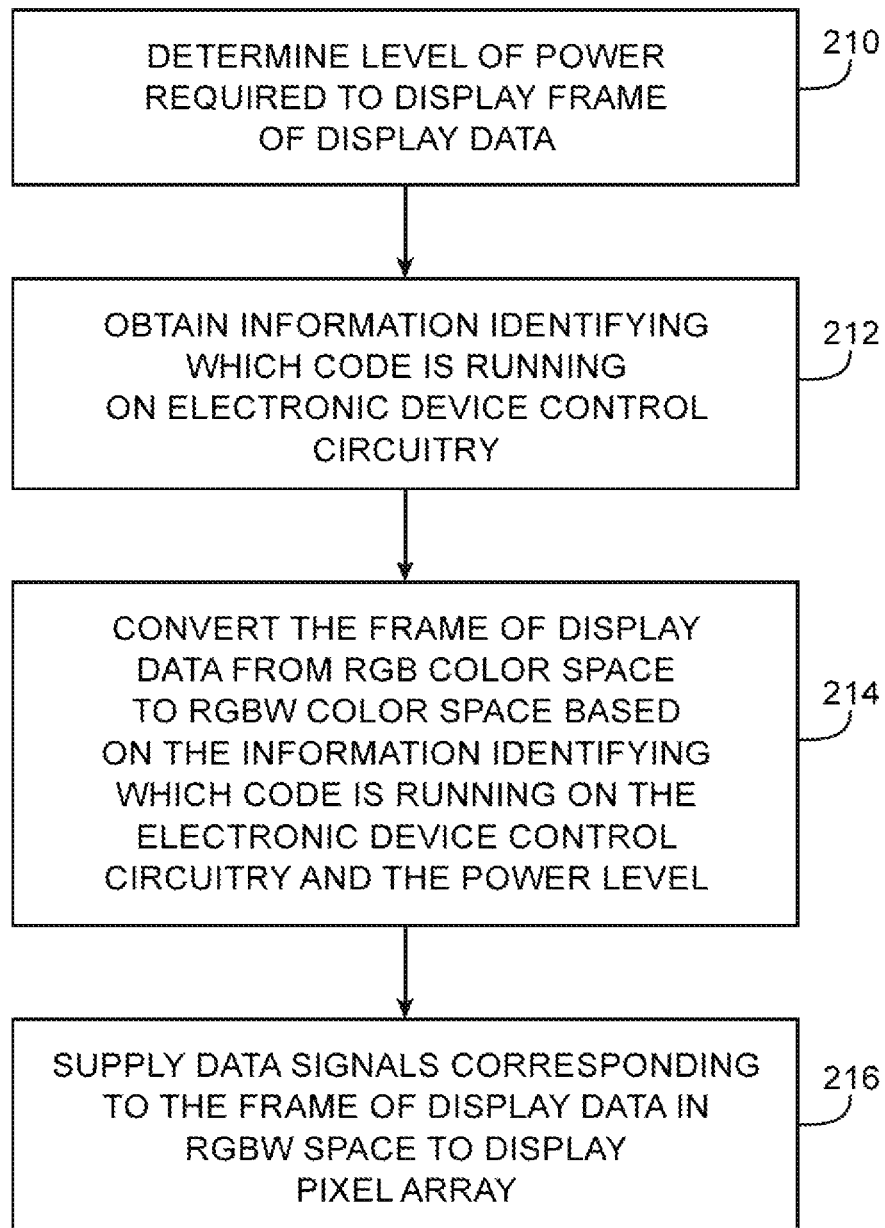 DETERMINE LEVEL OF POWER
REQUIRED TO DISPLAY FRAME
OF DISPLAY DATA
210
OBTAIN INFORMATION IDENTIFYING
WHICH CODE IS RUNNING
ON ELECTRONIC DEVICE CONTROL
CIRCUITRY
212
CONVERT THE FRAME OF DISPLAY
DATA FROM RGB COLOR SPACE
TO RGBW COLOR SPACE BASED
ON THE INFORMATION IDENTIFYING
WHICH CODE IS RUNNING ON THE
ELECTRONIC DEVICE CONTROL
CIRCUITRY AND THE POWER LEVEL
214
SUPPLY DATA SIGNALS CORRESPONDING
TO THE FRAME OF DISPLAY DATA IN
RGBW SPACE TO DISPLAY
PIXEL ARRAY
216